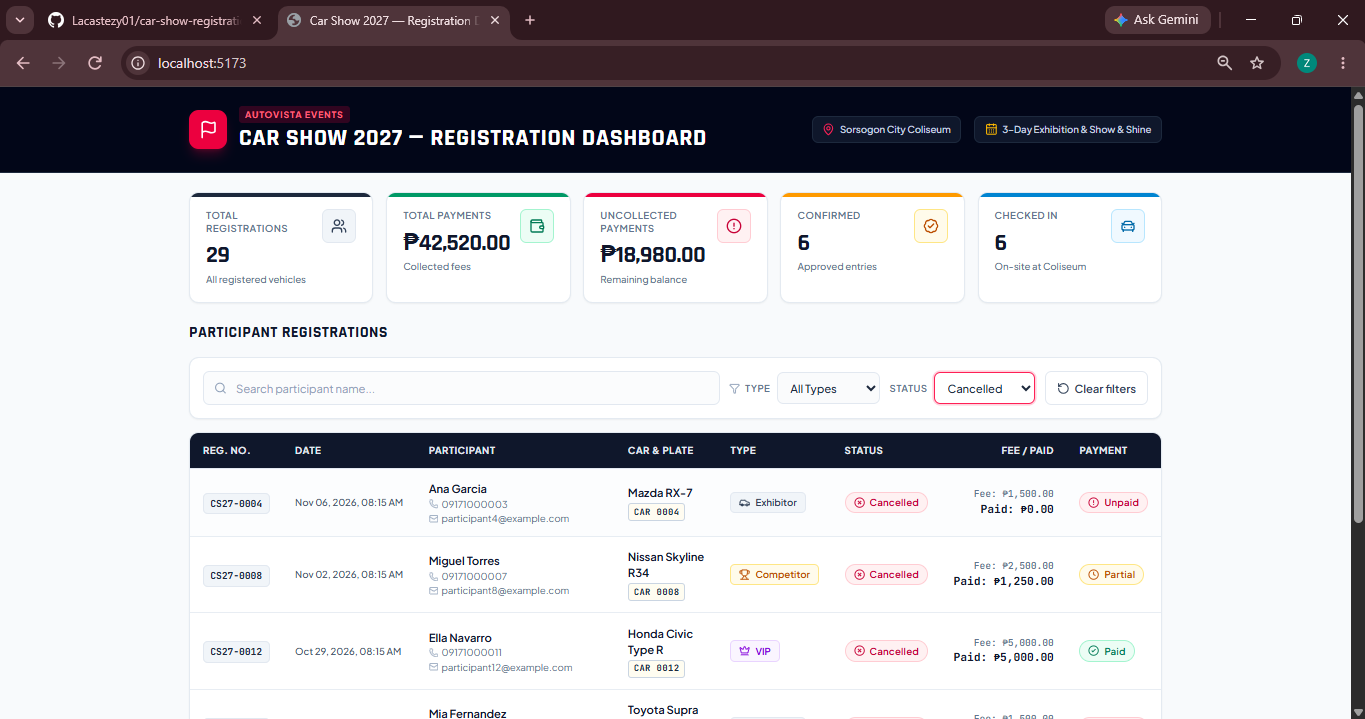 Lacastezy01/car-show-registrati
Car Show 2027 — Registration D
Ask Gemini
localhost:5173
Z
AUTOVISTA EVENTS
CAR SHOW 2027 — REGISTRATION DASHBOARD
Sorsogon City Coliseum
3-Day Exhibition & Show & Shine
TOTAL REGISTRATIONS
29
All registered vehicles
TOTAL PAYMENTS
₱42,520.00
Collected fees
UNCOLLECTED PAYMENTS
₱18,980.00
Remaining balance
CONFIRMED
6
Approved entries
CHECKED IN
6
On-site at Coliseum
PARTICIPANT REGISTRATIONS
Search participant name...
TYPE
All Types
STATUS
Cancelled
Clear filters
REG. NO. DATE PARTICIPANT CAR & PLATE TYPE STATUS FEE / PAID PAYMENT
CS27-0004
Nov 06, 2026, 08:15 AM
Ana Garcia
09171000003
participant4@example.com
Mazda RX-7
CAR 0004
Exhibitor
Cancelled
Fee: ₱1,500.00
Paid: ₱0.00
Unpaid
CS27-0008
Nov 02, 2026, 08:15 AM
Miguel Torres
09171000007
participant8@example.com
Nissan Skyline
R34
CAR 0008
Competitor
Cancelled
Fee: ₱2,500.00
Paid: ₱1,250.00
Partial
CS27-0012
Oct 29, 2026, 08:15 AM
Ella Navarro
09171000011
participant12@example.com
Honda Civic
Type R
CAR 0012
VIP
Cancelled
Fee: ₱5,000.00
Paid: ₱5,000.00
Paid
Mia Fernandez
Toyota Supra
Fee: ₱1,500.00